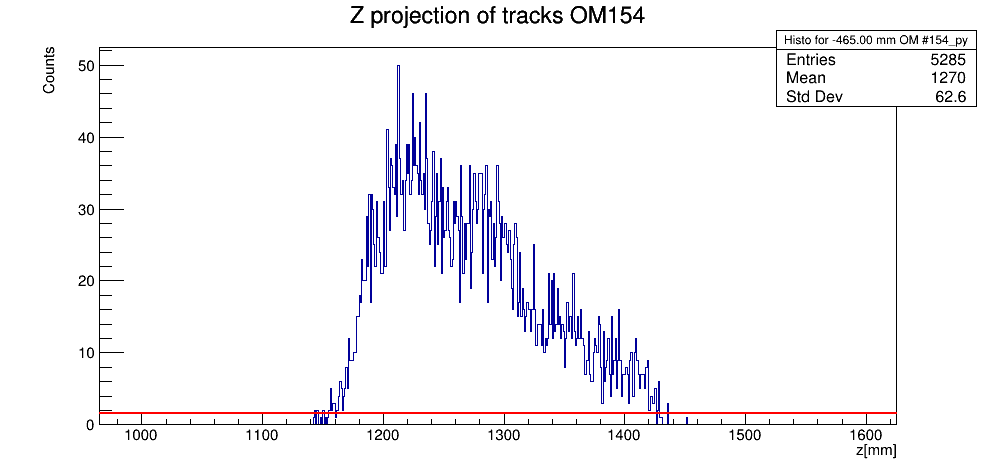 Z projection of tracks OM154
Histo for -465.00 mm OM #154_py
Entries 5285
Mean 1270
Std Dev 62.6
Counts
50
40
30
20
10
0
1000 1100 1200 1300 1400 1500 1600
z[mm]